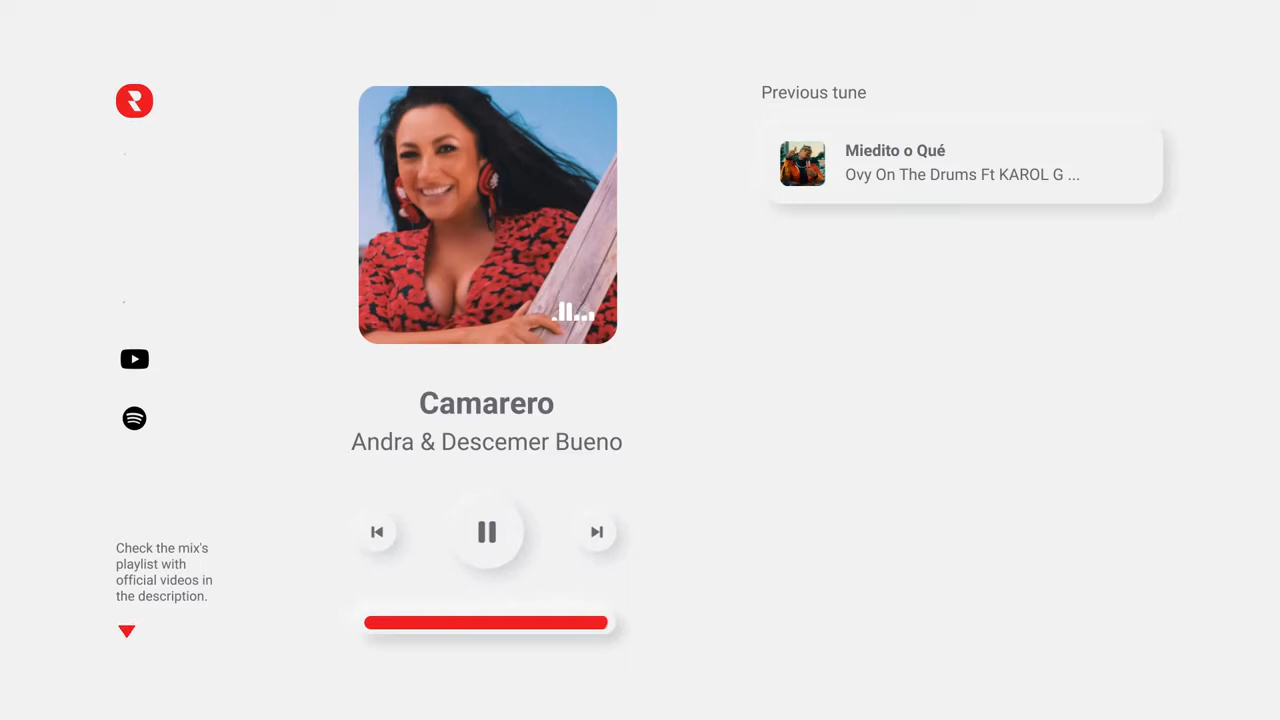 Previous tune
Miedito o Qué
Ovy On The Drums Ft KAROL G ...
Camarero
Andra & Descemer Bueno
Check the mix's
playlist with
official videos in
the description.